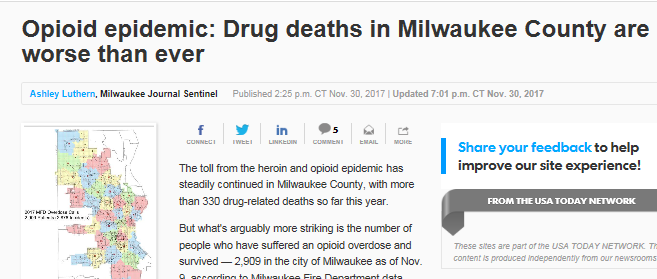 Opioid epidemic: Drug deaths in Milwaukee County are
worse than ever
Ashley Luthern, Milwaukee Journal Sentinel Published 2:25 p.m. CT Nov. 30, 2017 | Updated 7:01 p.m. CT Nov. 30, 2017
CONNECT TWEET LINKEDIN 5 COMMENT EMAIL MORE
2017 MFD Overdose Calls
The toll from the heroin and opioid epidemic has
steadily continued in Milwaukee County, with more
than 330 drug-related deaths so far this year.
But what's arguably more striking is the number of
people who have suffered an opioid overdose and
survived — 2,909 in the city of Milwaukee as of Nov.
9, according to Milwaukee Fire Department data.
Share your feedback to help
improve our site experience!
FROM THE USA TODAY NETWORK
These sites are part of the USA TODAY NETWORK. Th
content is produced independently from our newsrooms